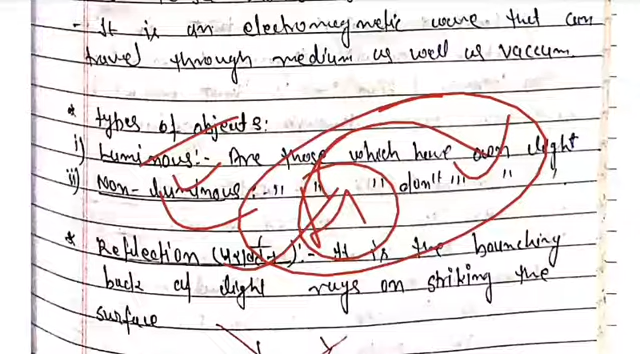 - It is an electromagnetic wave that can
travel through medium as well as vaccum.
* types of objects:
i) Luminous:- Are those which have own light
ii) Non-luminous: " " " don't " " "
* Reflection :- It is the bounching
back of light rays on striking the
surface